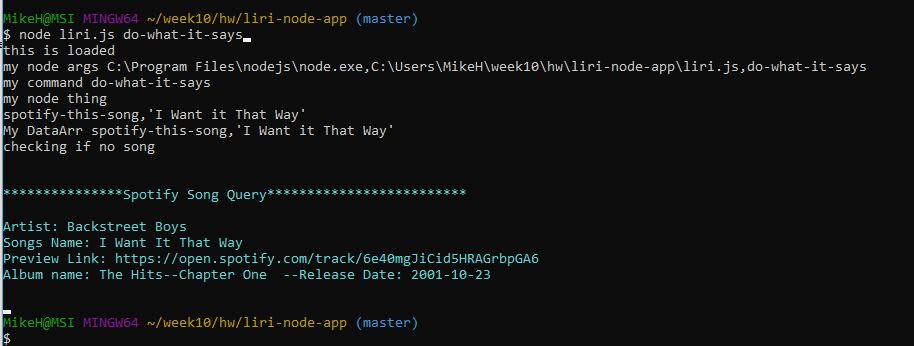 MikeH@MSI MINGW64 ~/week10/hw/liri-node-app (master)
$ node liri.js do-what-it-says
this is loaded
my node args C:\Program Files\nodejs\node.exe,C:\Users\MikeH\week10\hw\liri-node-app\liri.js,do-what-it-says
my command do-what-it-says
my node thing
spotify-this-song,'I Want it That Way'
My DataArr spotify-this-song,'I Want it That Way'
checking if no song
***************Spotify Song Query*************************
Artist: Backstreet Boys
Songs Name: I Want It That Way
Preview Link: https://open.spotify.com/track/6e40mgJiCid5HRAGrbpGA6
Album name: The Hits--Chapter One  --Release Date: 2001-10-23
MikeH@MSI MINGW64 ~/week10/hw/liri-node-app (master)
$